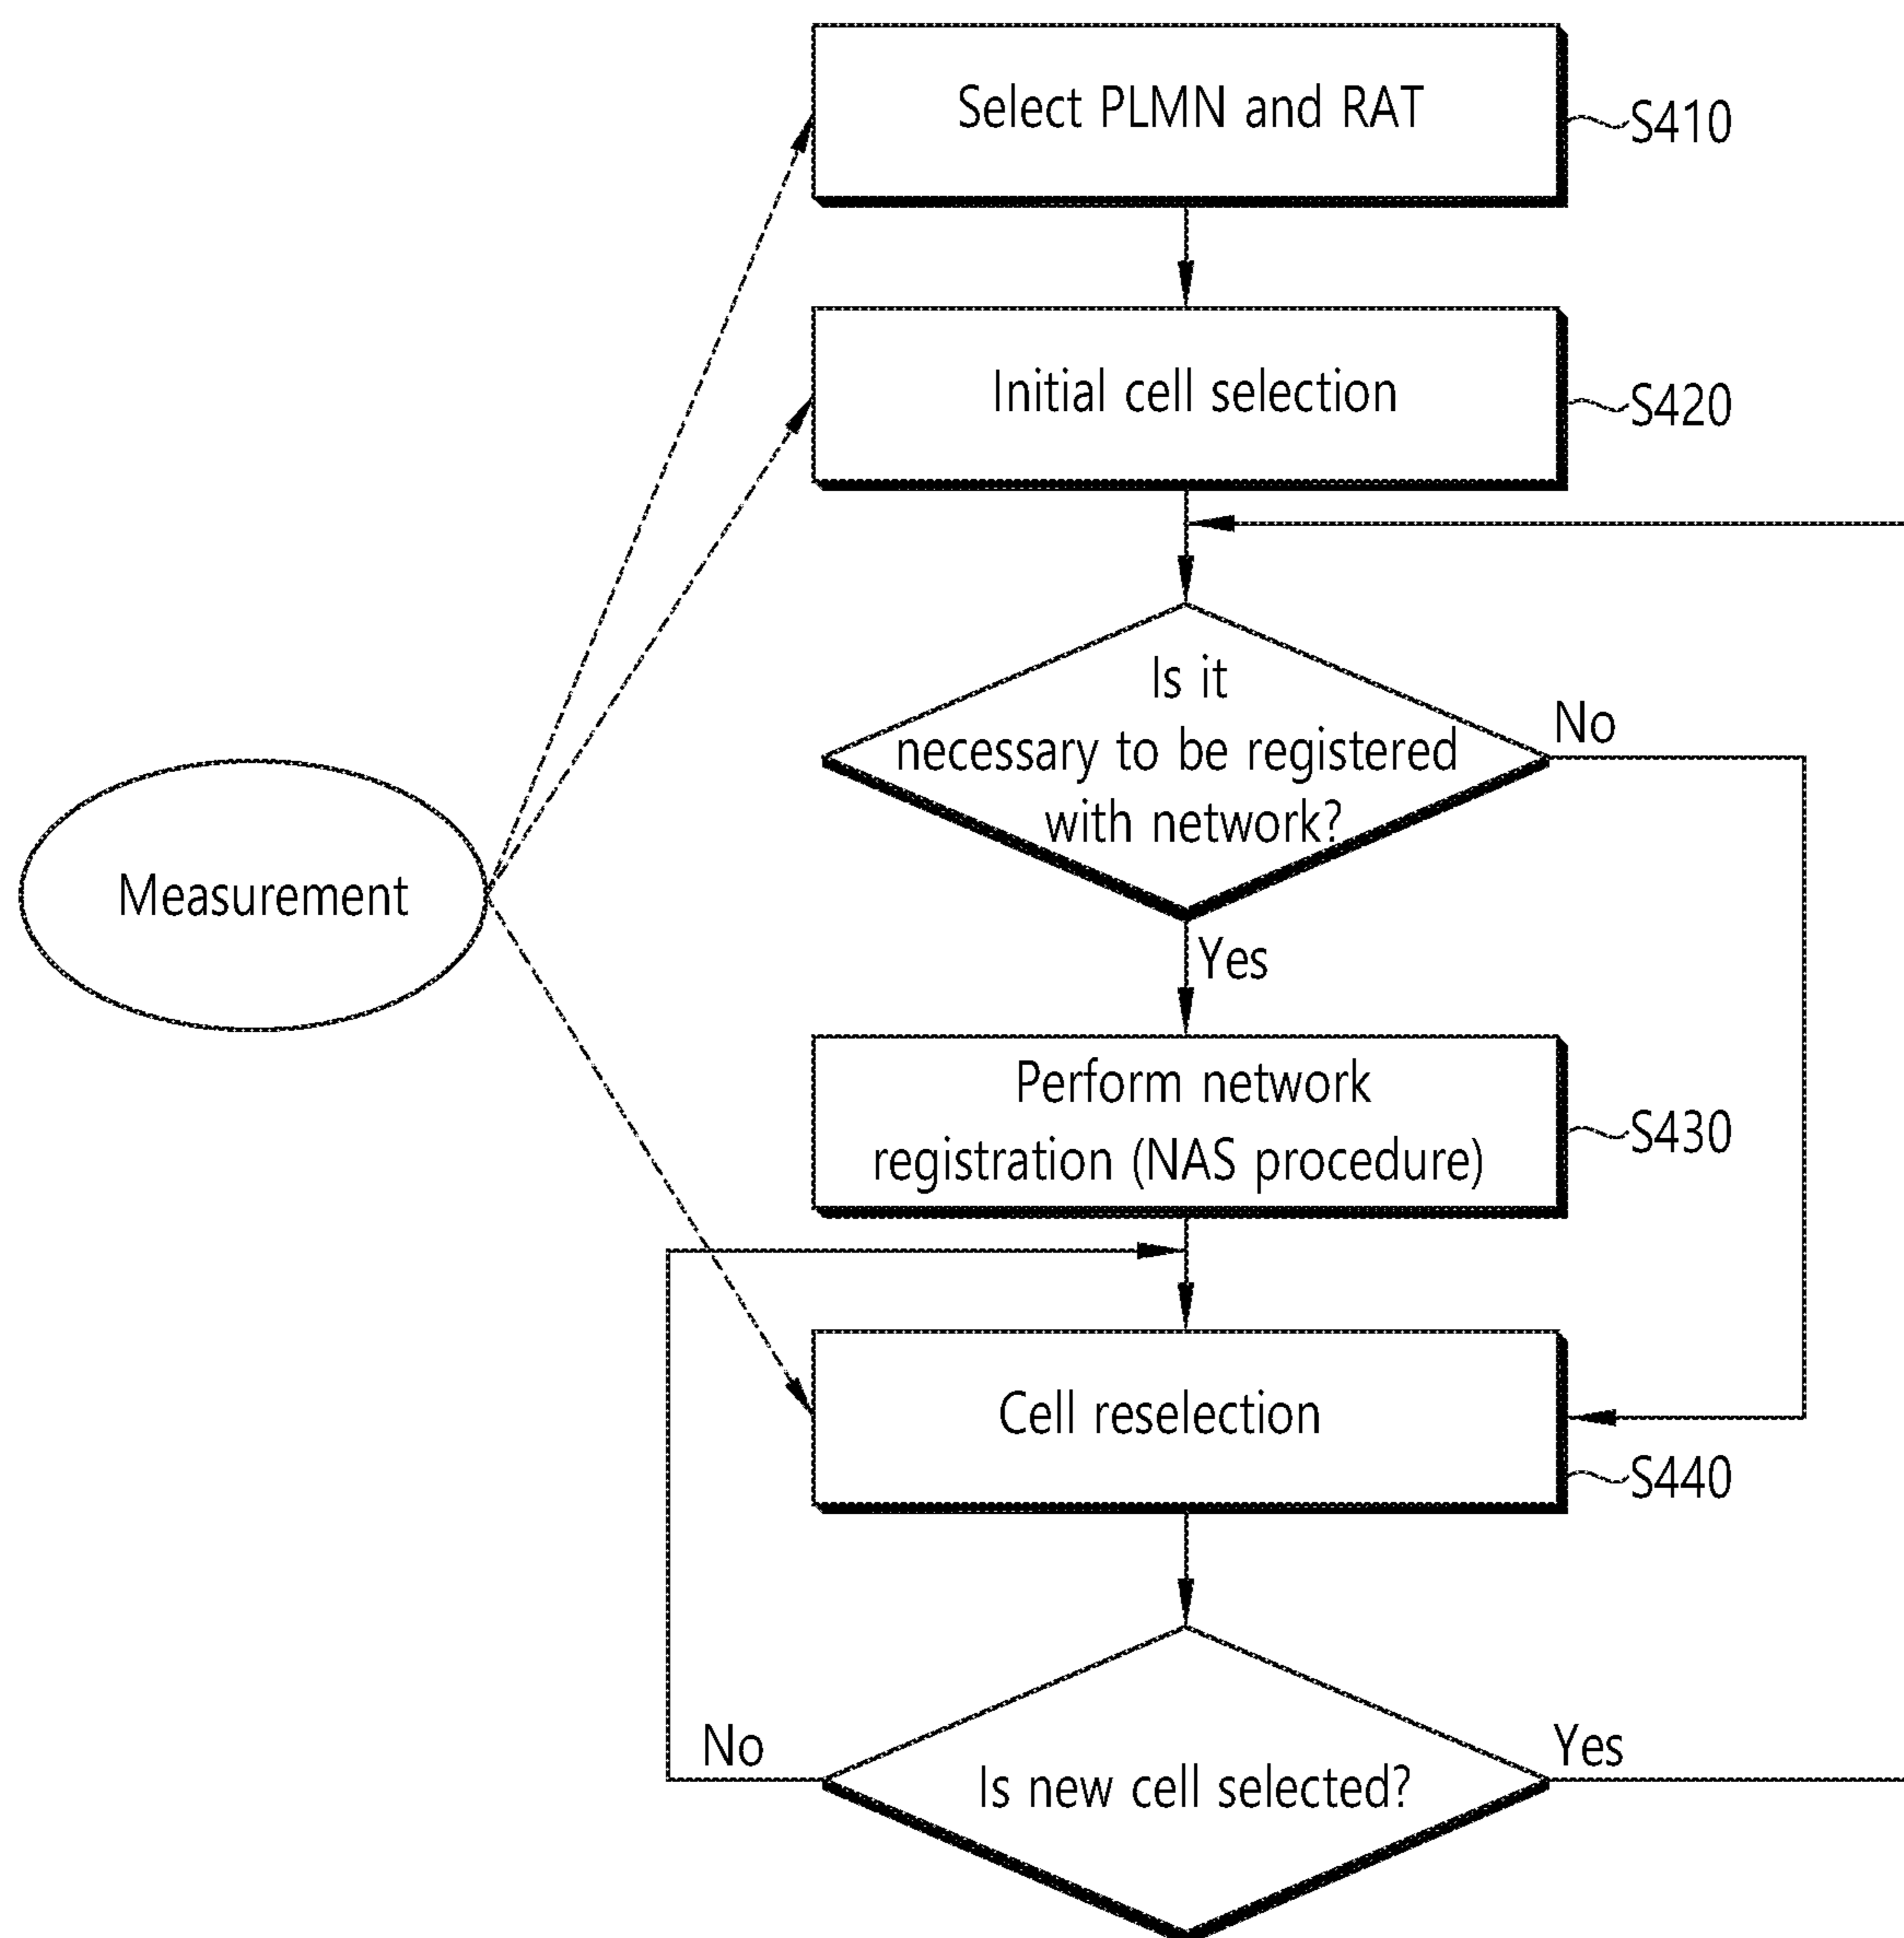 Select PLMN and RAT
S410
Initial cell selection
S420
Is it
necessary to be registered
with network?
No
Yes
Measurement
Perform network
registration (NAS procedure)
S430
Cell reselection
S440
No
Is new cell selected?
Yes